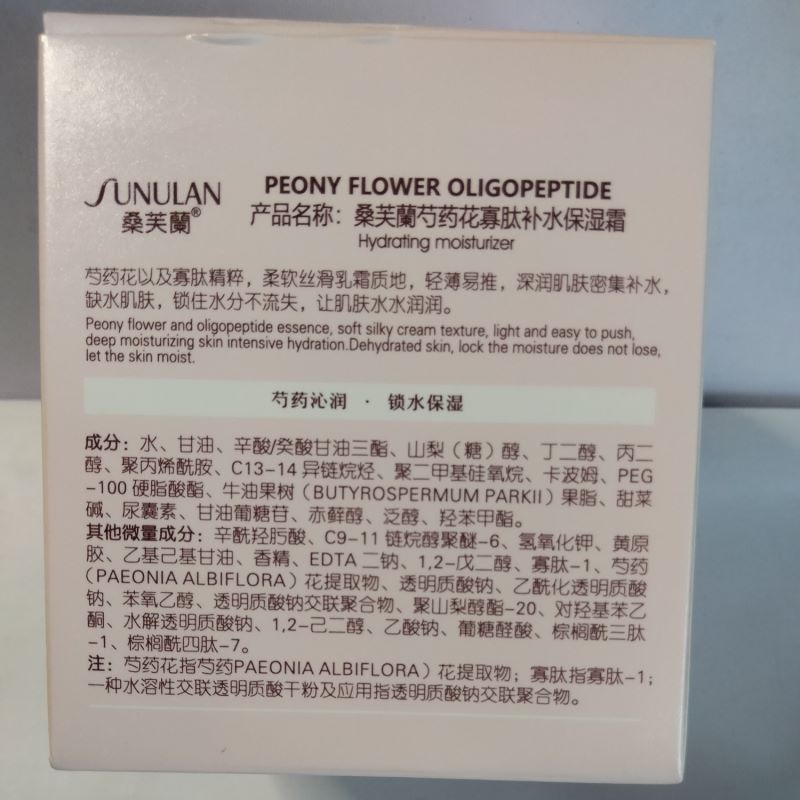 SUNULAN
桑芙蘭®
PEONY FLOWER OLIGOPEPTIDE
产品名称：桑芙蘭芍药花寡肽补水保湿霜
Hydrating moisturizer
芍药花以及寡肽精粹，柔软丝滑乳霜质地，轻薄易推，深润肌肤密集补水，
缺水肌肤，锁住水分不流失，让肌肤水水润润。
Peony flower and oligopeptide essence, soft silky cream texture, light and easy to push,
deep moisturizing skin intensive hydration.Dehydrated skin, lock the moisture does not lose,
let the skin moist.
芍药沁润 · 锁水保湿
成分：水、甘油、辛酸/癸酸甘油三酯、山梨（糖）醇、丁二醇、丙二
醇、聚丙烯酰胺、C13-14 异链烷烃、聚二甲基硅氧烷、卡波姆、PEG
-100 硬脂酸酯、牛油果树（BUTYROSPERMUM PARKII）果脂、甜菜
碱、尿囊素、甘油葡糖苷、赤藓醇、泛醇、羟苯甲酯。
其他微量成分：辛酰羟肟酸、C9-11 链烷醇聚醚-6、氢氧化钾、黄原
胶、乙基己基甘油、香精、EDTA 二钠、1,2-戊二醇、寡肽-1、芍药
（PAEONIA ALBIFLORA）花提取物、透明质酸钠、乙酰化透明质酸
钠、苯氧乙醇、透明质酸钠交联聚合物、聚山梨醇酯-20、对羟基苯乙
酮、水解透明质酸钠、1,2-己二醇、乙酸钠、葡糖醛酸、棕榈酰三肽
-1、棕榈酰四肽-7。
注：芍药花指芍药PAEONIA ALBIFLORA）花提取物；寡肽指寡肽-1；
一种水溶性交联透明质酸干粉及应用指透明质酸钠交联聚合物。